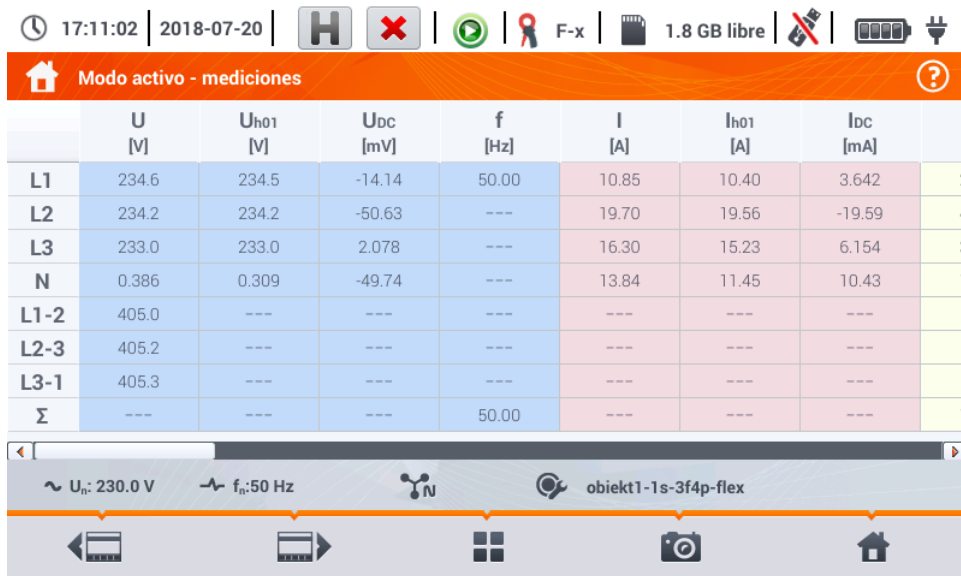 17:11:02 2018-07-20 H F-x 1.8 GB libre
Modo activo - mediciones ?
U Uh01 UDC f I Ih01 IDC
[V] [V] [mV] [Hz] [A] [A] [mA]
L1 234.6 234.5 -14.14 50.00 10.85 10.40 3.642
L2 234.2 234.2 -50.63 --- 19.70 19.56 -19.59
L3 233.0 233.0 2.078 --- 16.30 15.23 6.154
N 0.386 0.309 -49.74 --- 13.84 11.45 10.43
L1-2 405.0 --- --- --- --- --- ---
L2-3 405.2 --- --- --- --- --- ---
L3-1 405.3 --- --- --- --- --- ---
Σ --- --- --- 50.00 --- --- ---
Un: 230.0 V fn:50 Hz N obiekt1-1s-3f4p-flex